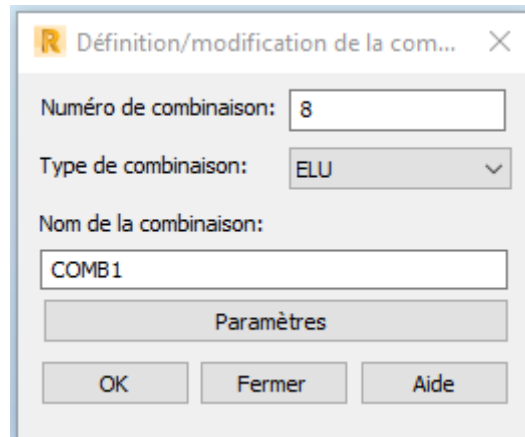 R Définition/modification de la com...
Numéro de combinaison: 8
Type de combinaison: ELU
Nom de la combinaison:
COMB1
Paramètres
OK Fermer Aide